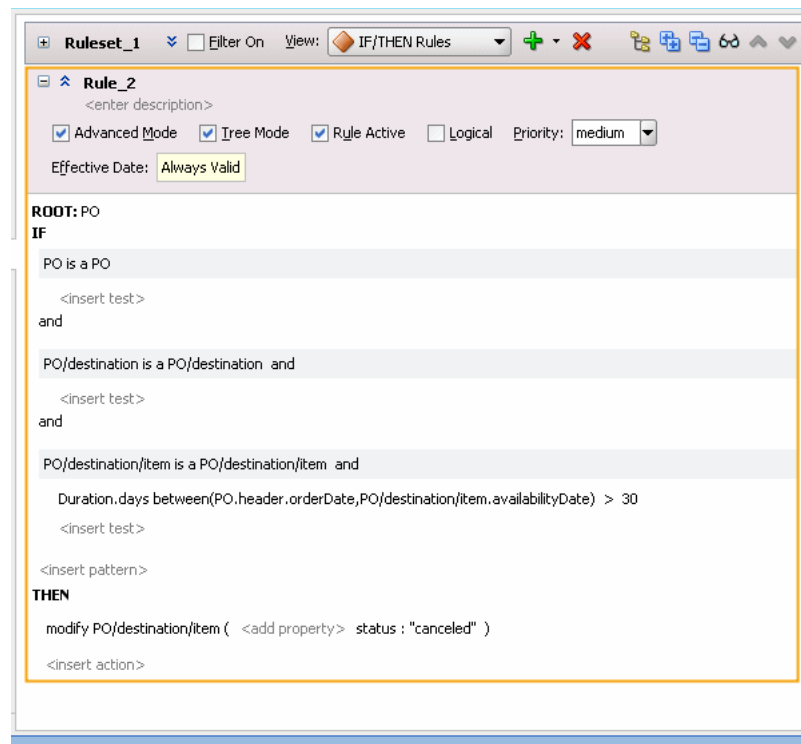 Ruleset_1 Filter On View: IF/THEN Rules
Rule_2
<enter description>
Advanced Mode Tree Mode Rule Active Logical Priority: medium
Effective Date: Always Valid
ROOT: PO
IF
PO is a PO
<insert test>
and
PO/destination is a PO/destination and
<insert test>
and
PO/destination/item is a PO/destination/item and
Duration.days between(PO.header.orderDate,PO/destination/item.availabilityDate) > 30
<insert test>
<insert pattern>
THEN
modify PO/destination/item ( <add property> status : "canceled" )
<insert action>